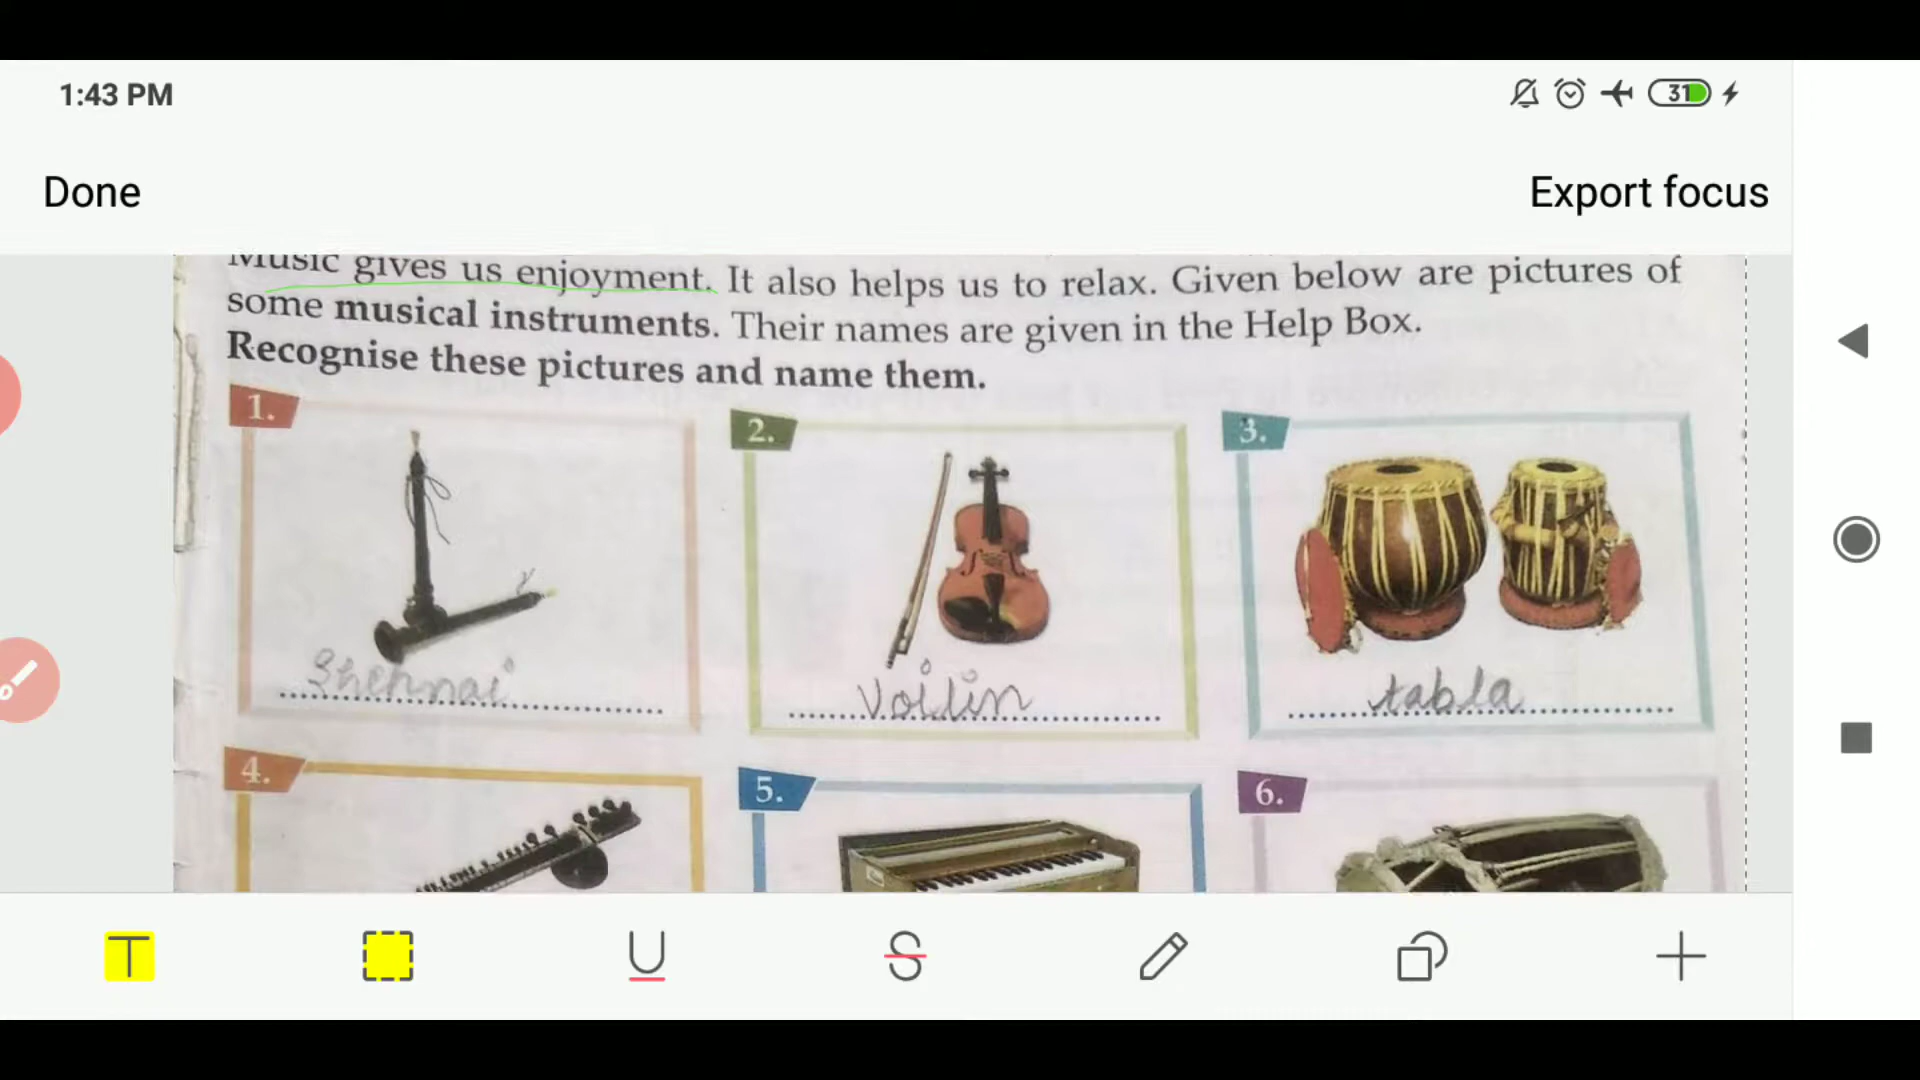 1:43 PM
31
Done
Export focus
Music gives us enjoyment. It also helps us to relax. Given below are pictures of
some musical instruments. Their names are given in the Help Box.
Recognise these pictures and name them.
1.
2.
3.
Shehnai
Voilin
tabla
4.
5.
6.
T
U
S